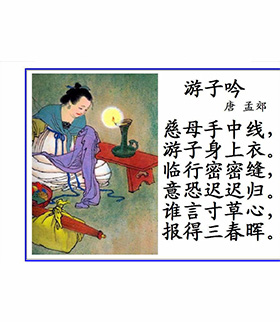 游子吟
唐 孟郊
慈母手中线，
游子身上衣。
临行密密缝，
意恐迟迟归。
谁言寸草心，
报得三春晖。